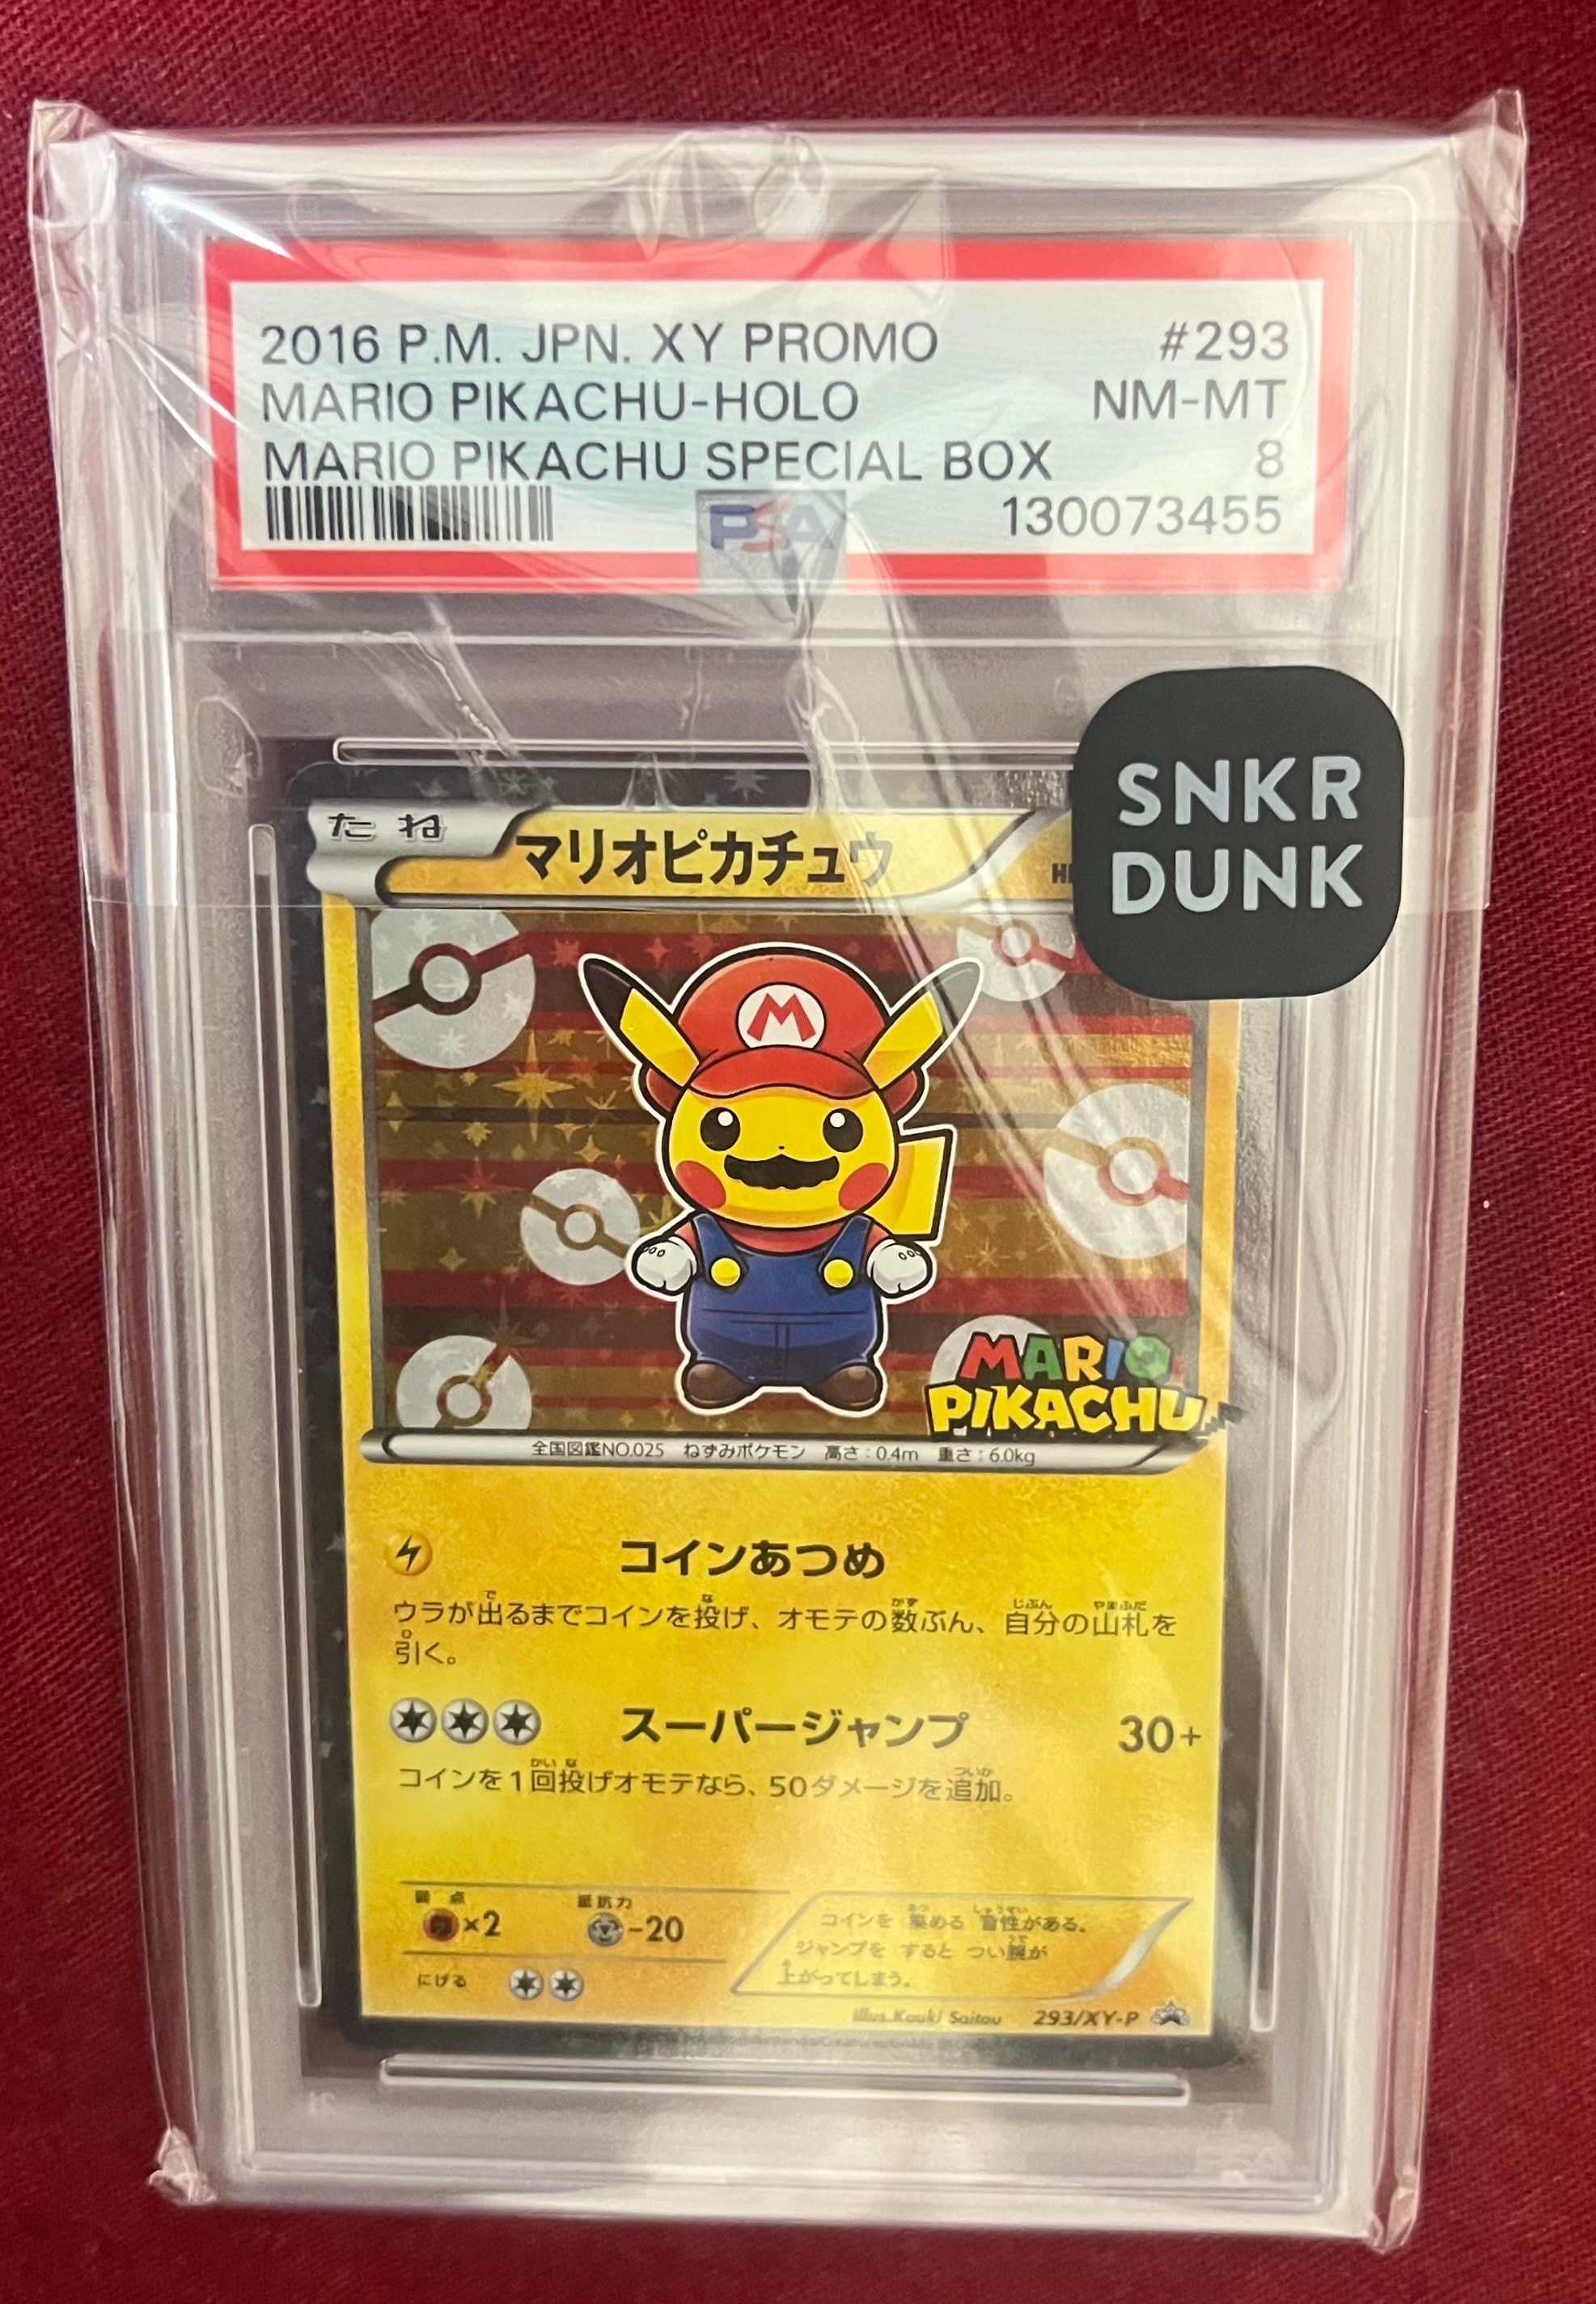 2016 P.M. JPN. XY PROMO #293
MARIO PIKACHU-HOLO NM-MT
MARIO PIKACHU SPECIAL BOX 8
PSA 130073455
SNKR
DUNK
たね マリオピカチュウ
M
MARIO
PIKACHU
全国図鑑NO.025 ねずみポケモン 高さ:0.4m 重さ:6.0kg
コインあつめ
ウラが出るまでコインを投げ、オモテの数ぶん、自分の山札を
引く。
スーパージャンプ 30+
コインを1回投げオモテなら、50ダメージを追加。
弱点 抵抗力
×2 -20
コインを 集める 習性がある。
ジャンプを すると つい腕が
上がってしまう。
にげる
Illus.Kouki Saitou 293/XY-P